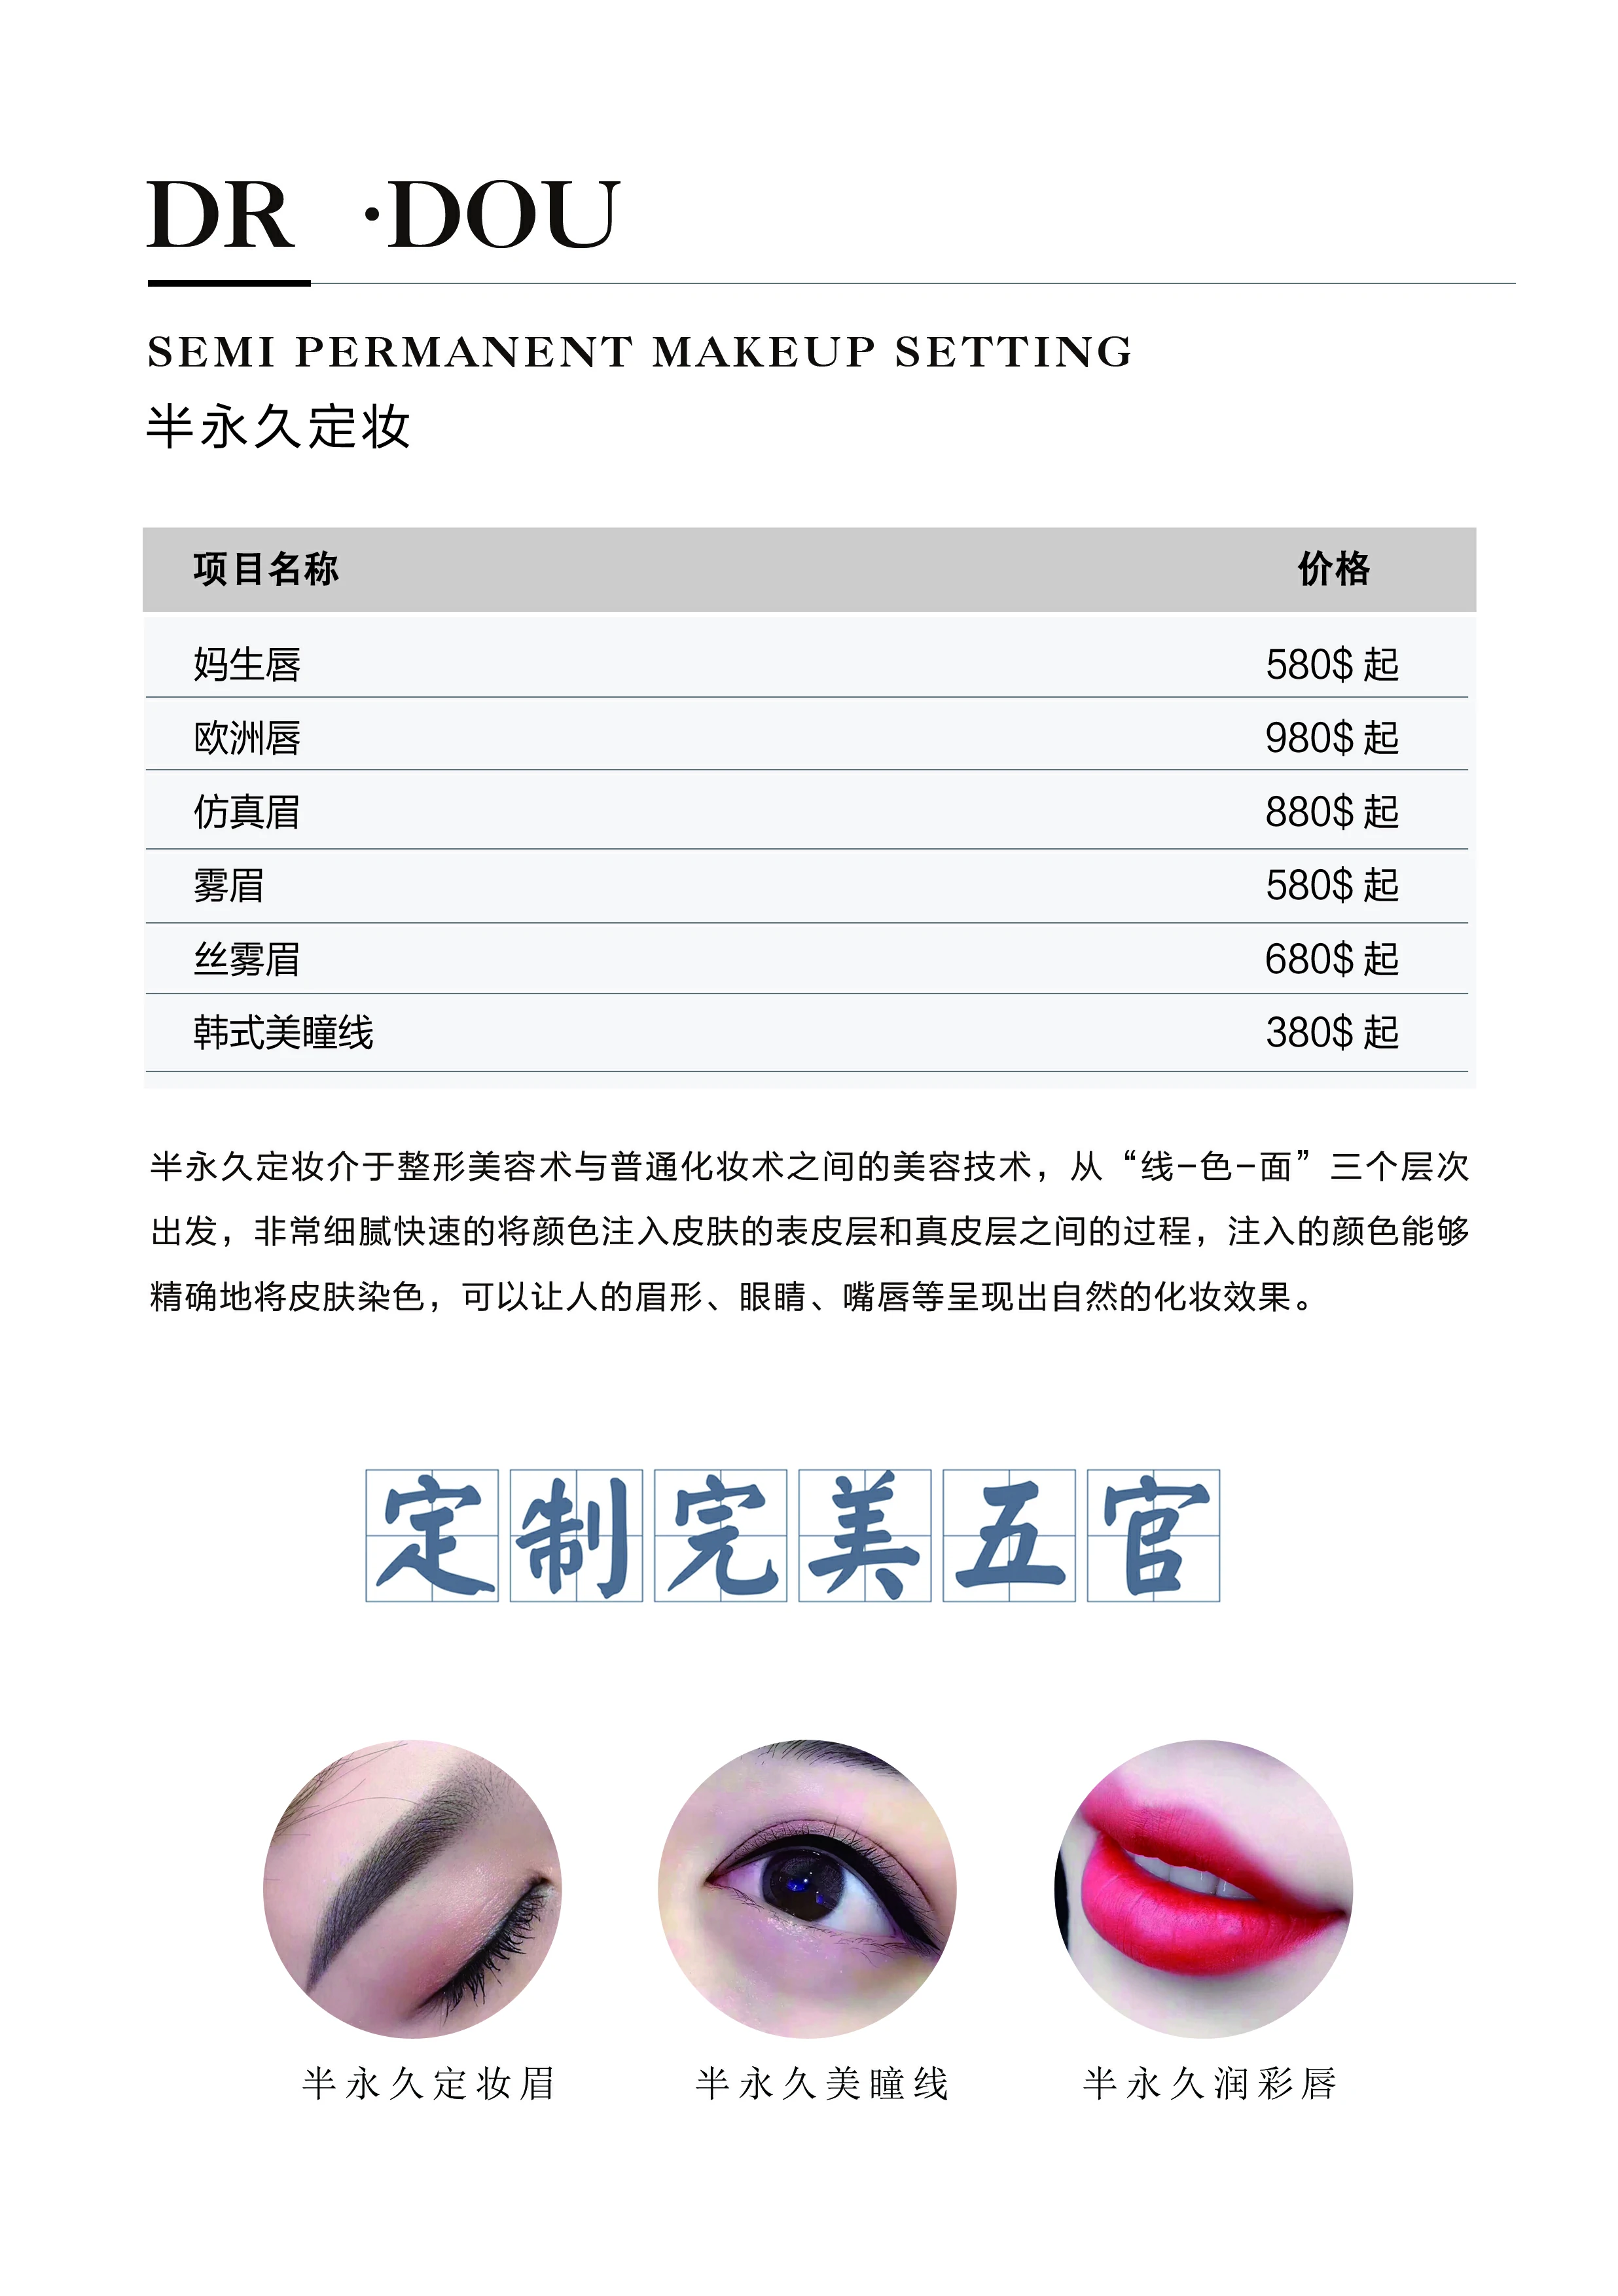 DR ·DOU
SEMI PERMANENT MAKEUP SETTING
半永久定妆
项目名称 价格
妈生唇 580$ 起
欧洲唇 980$ 起
仿真眉 880$ 起
雾眉 580$ 起
丝雾眉 680$ 起
韩式美瞳线 380$ 起
半永久定妆介于整形美容术与普通化妆术之间的美容技术，从“线-色-面”三个层次
出发，非常细腻快速的将颜色注入皮肤的表皮层和真皮层之间的过程，注入的颜色能够
精确地将皮肤染色，可以让人的眉形、眼睛、嘴唇等呈现出自然的化妆效果。
定制完美五官
半永久定妆眉 半永久美瞳线 半永久润彩唇